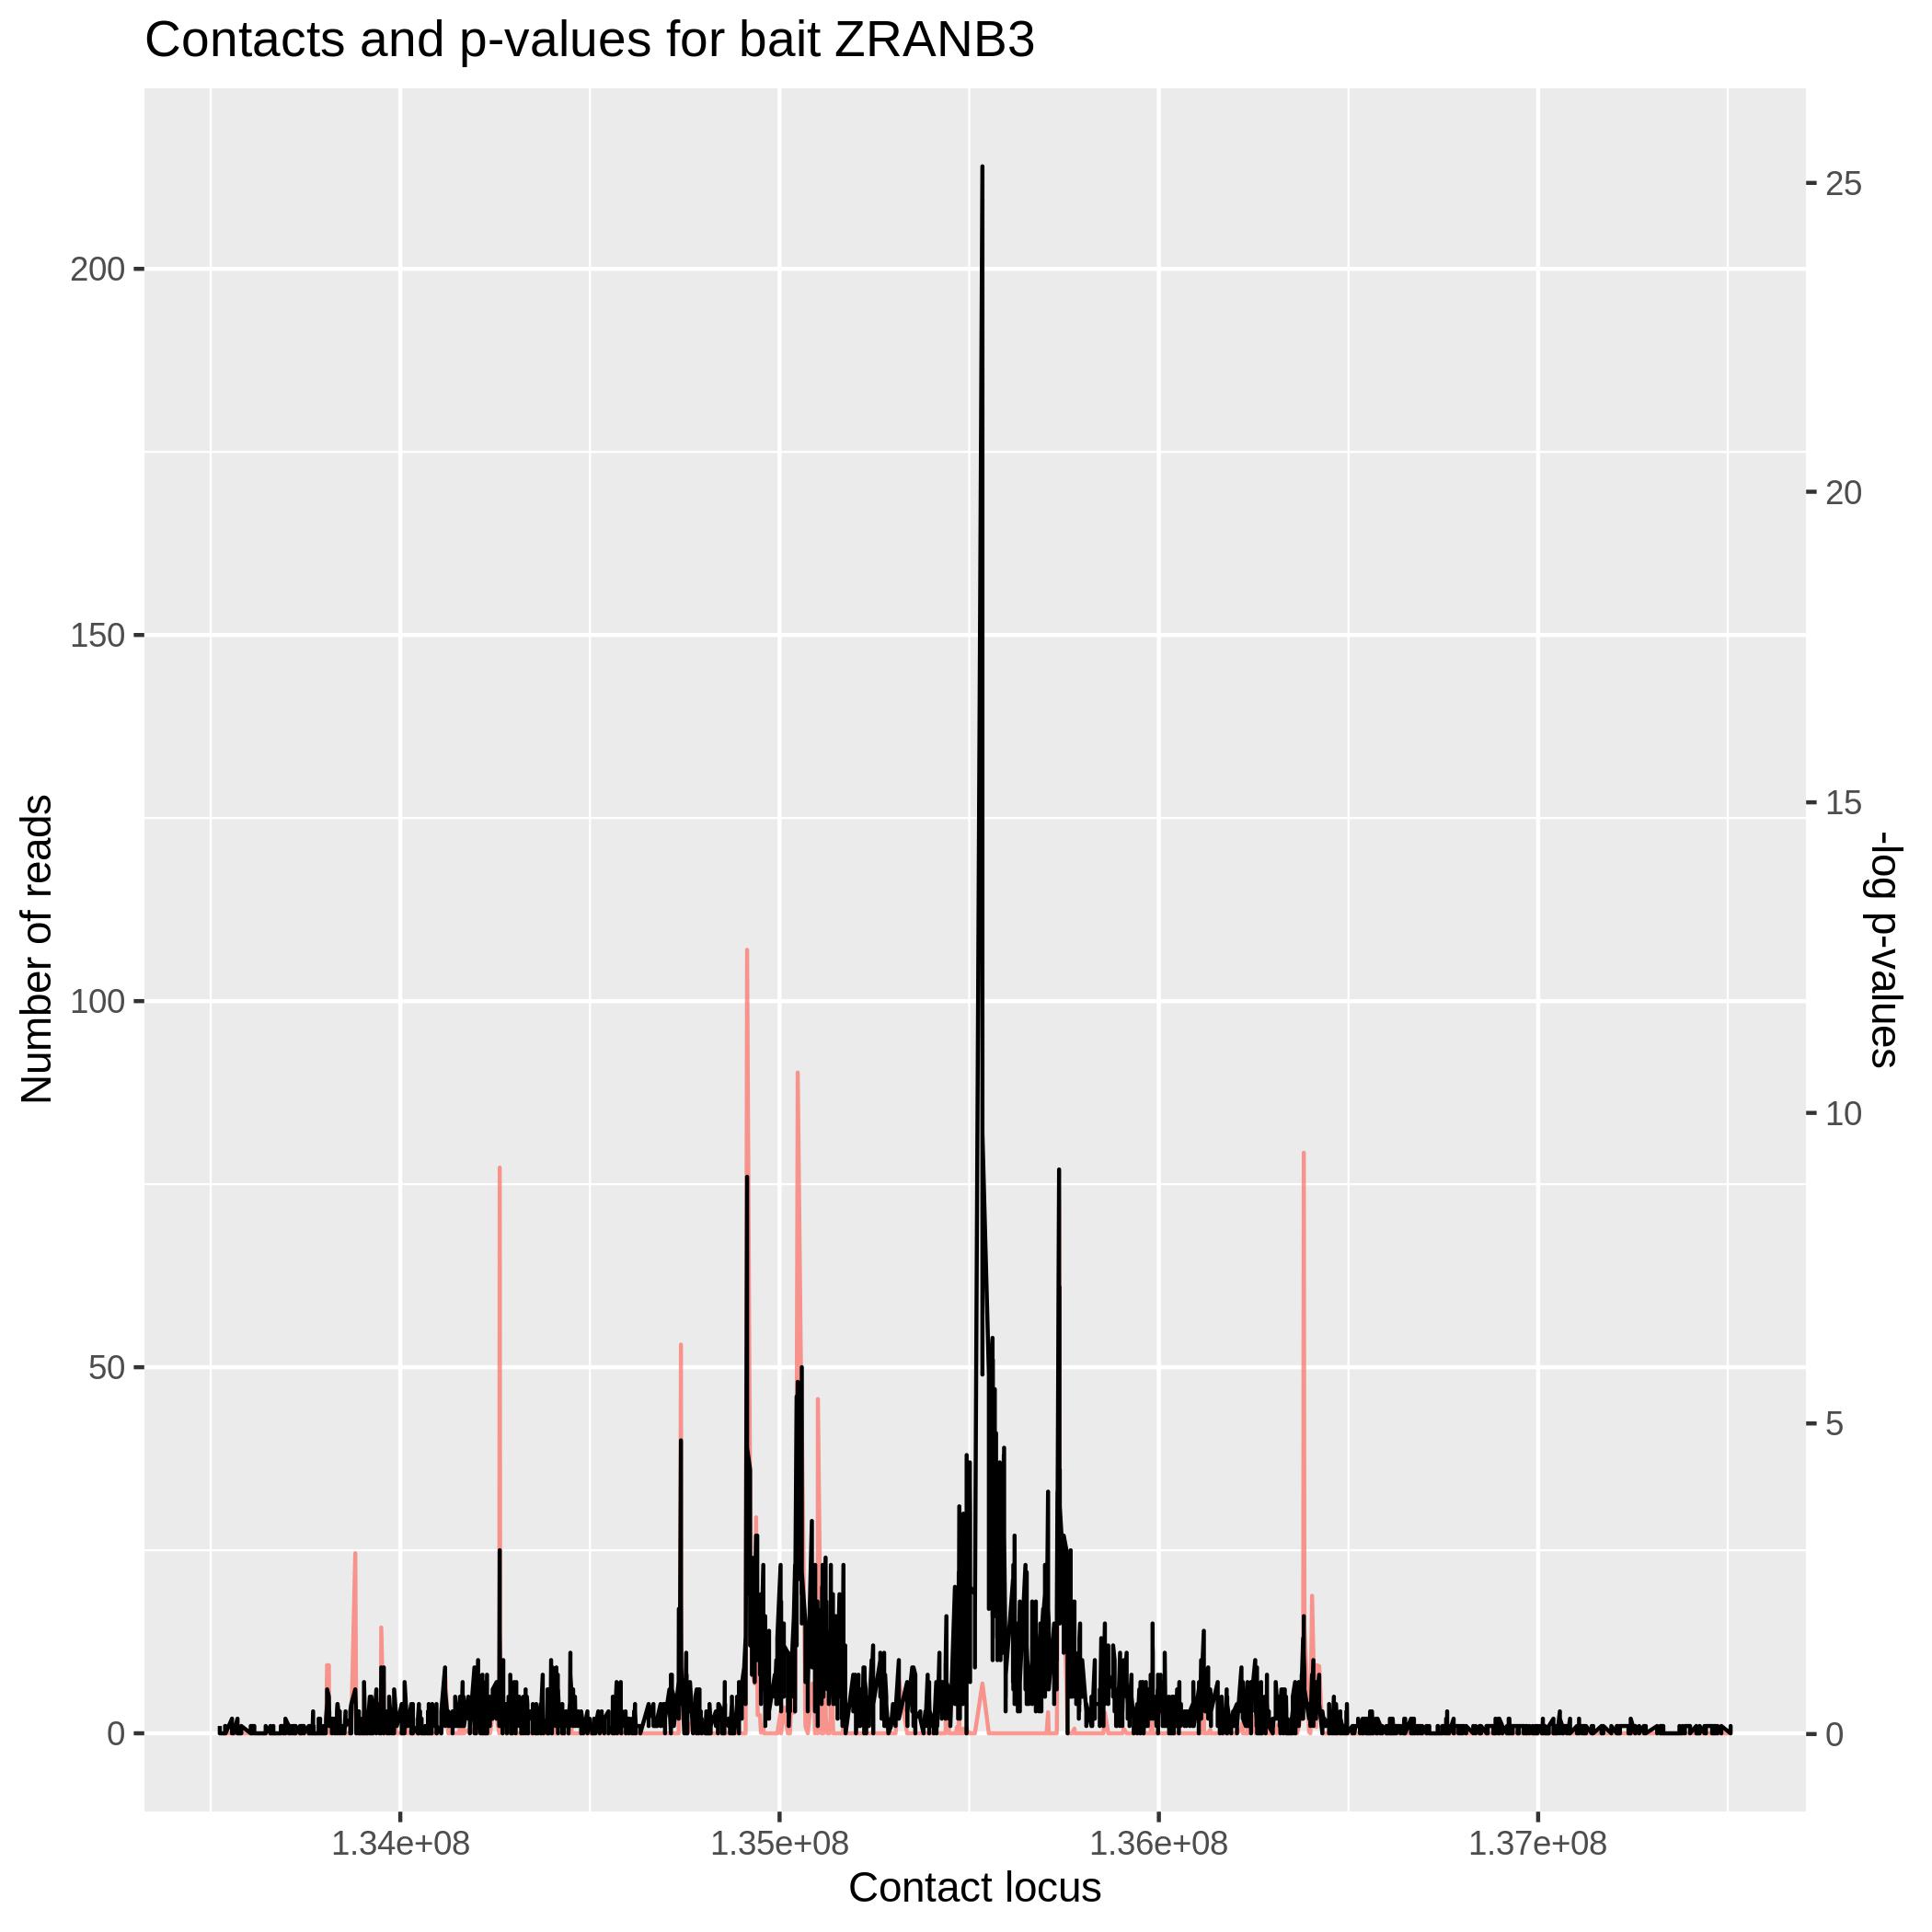 Contacts and p-values for bait ZRANB3
200
150
100
50
0
Number of reads
25
20
15
10
5
0
-log p-values
1.34e+08
1.35e+08
1.36e+08
1.37e+08
Contact locus